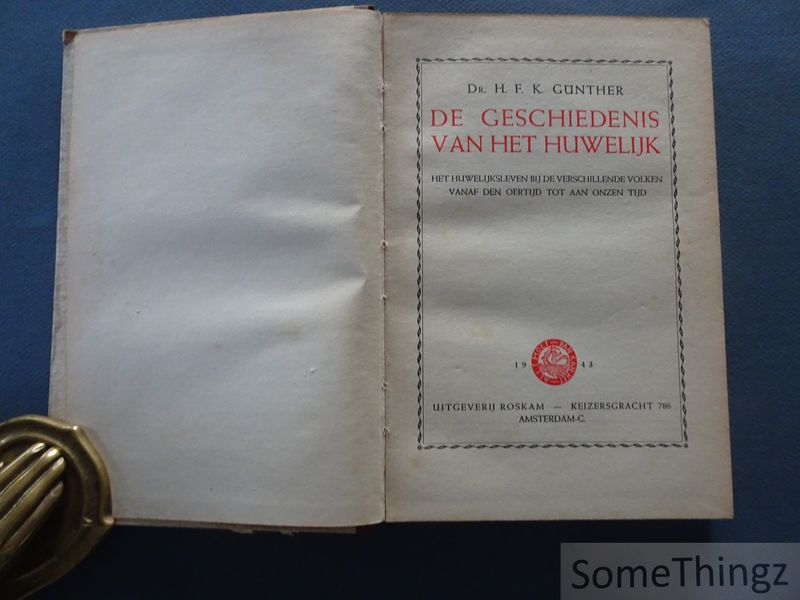 DR. H. F. K. GÜNTHER
DE GESCHIEDENIS
VAN HET HUWELIJK
HET HUWELIJKSLEVEN BIJ DE VERSCHILLENDE VOLKEN
VANAF DEN OERTIJD TOT AAN ONZEN TIJD
19 43
UITGEVERIJ ROSKAM — KEIZERSGRACHT 786
AMSTERDAM-C.
SomeThingz